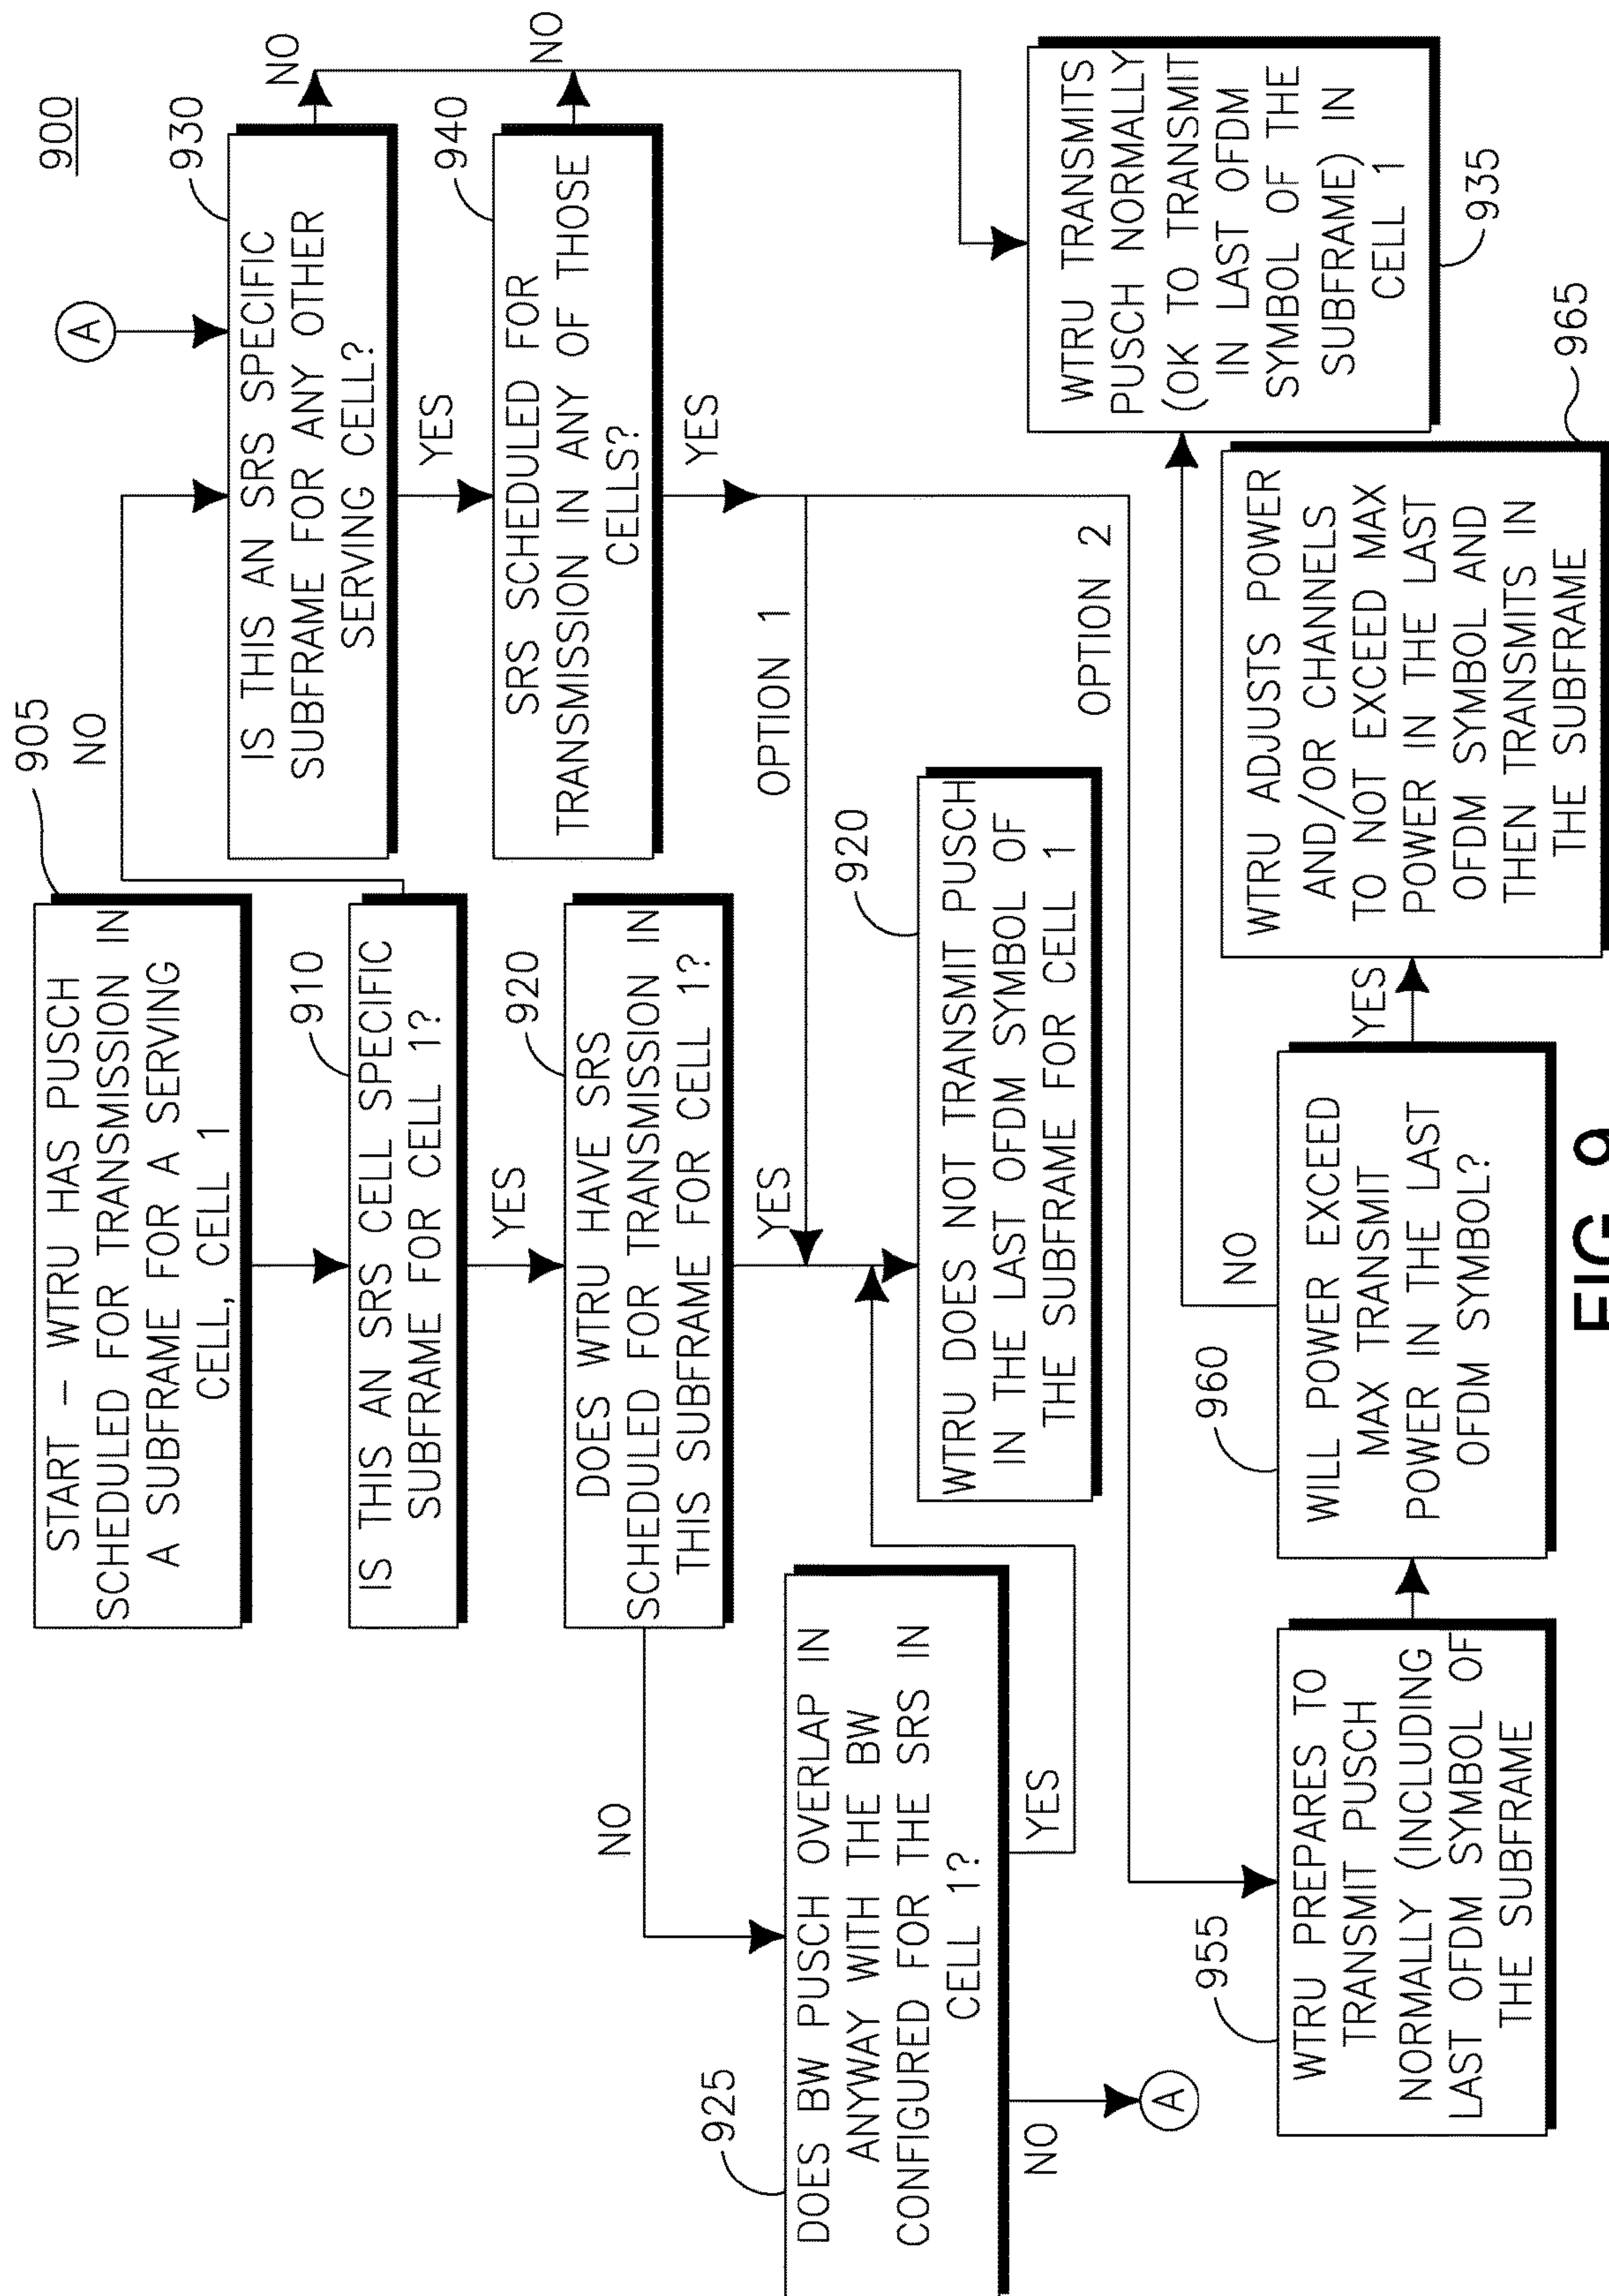 900
905
START – WTRU HAS PUSCH
SCHEDULED FOR TRANSMISSION IN
A SUBFRAME FOR A SERVING
CELL, CELL 1
NO
910
IS THIS AN SRS CELL SPECIFIC
SUBFRAME FOR CELL 1?
YES
920
DOES WTRU HAVE SRS
SCHEDULED FOR TRANSMISSION IN
THIS SUBFRAME FOR CELL 1?
YES
NO
A
930
IS THIS AN SRS SPECIFIC
SUBFRAME FOR ANY OTHER
SERVING CELL?
NO
YES
940
SRS SCHEDULED FOR
TRANSMISSION IN ANY OF THOSE
CELLS?
NO
YES
OPTION 1
OPTION 2
925
DOES BW PUSCH OVERLAP IN
ANYWAY WITH THE BW
CONFIGURED FOR THE SRS IN
CELL 1?
NO
YES
A
920
WTRU DOES NOT TRANSMIT PUSCH
IN THE LAST OFDM SYMBOL OF
THE SUBFRAME FOR CELL 1
WTRU TRANSMITS
PUSCH NORMALLY
(OK TO TRANSMIT
IN LAST OFDM
SYMBOL OF THE
SUBFRAME) IN
CELL 1
935
955
WTRU PREPARES TO
TRANSMIT PUSCH
NORMALLY (INCLUDING
LAST OFDM SYMBOL OF
THE SUBFRAME
960
WILL POWER EXCEED
MAX TRANSMIT
POWER IN THE LAST
OFDM SYMBOL?
NO
YES
WTRU ADJUSTS POWER
AND/OR CHANNELS
TO NOT EXCEED MAX
POWER IN THE LAST
OFDM SYMBOL AND
THEN TRANSMITS IN
THE SUBFRAME
965
FIG. 9